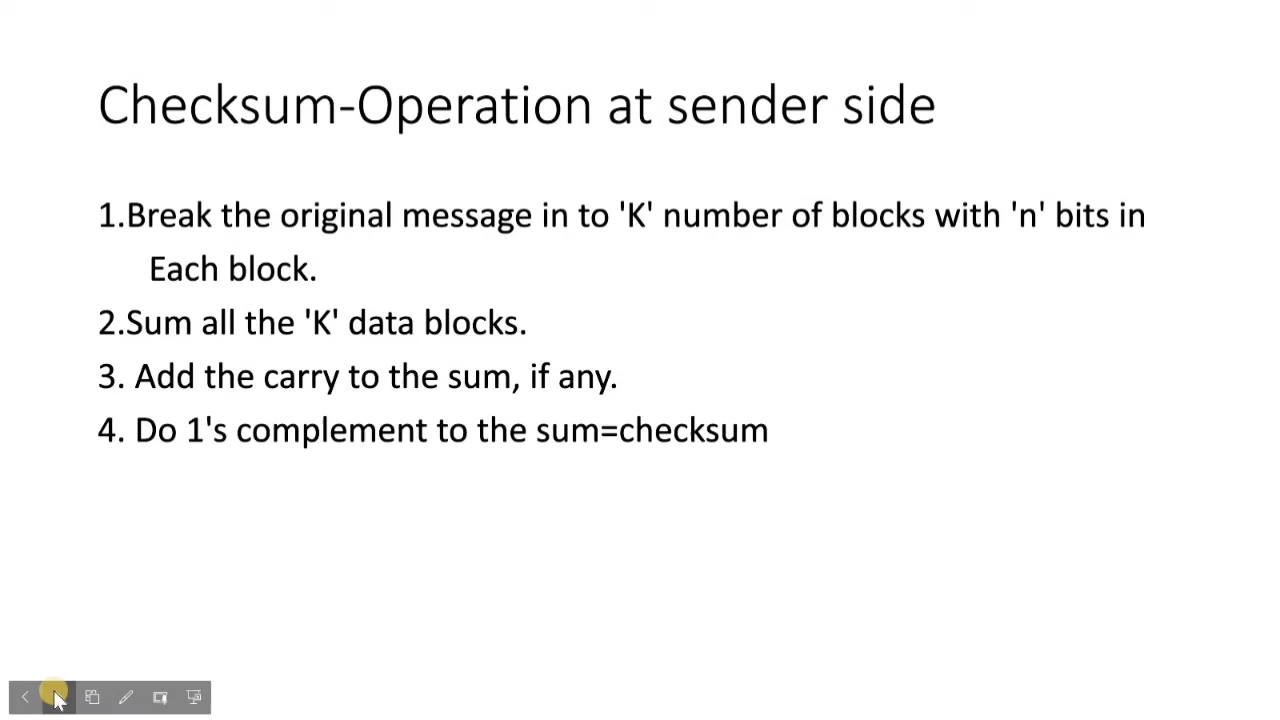 Checksum-Operation at sender side
1.Break the original message in to 'K' number of blocks with 'n' bits in
Each block.
2.Sum all the 'K' data blocks.
3. Add the carry to the sum, if any.
4. Do 1's complement to the sum=checksum